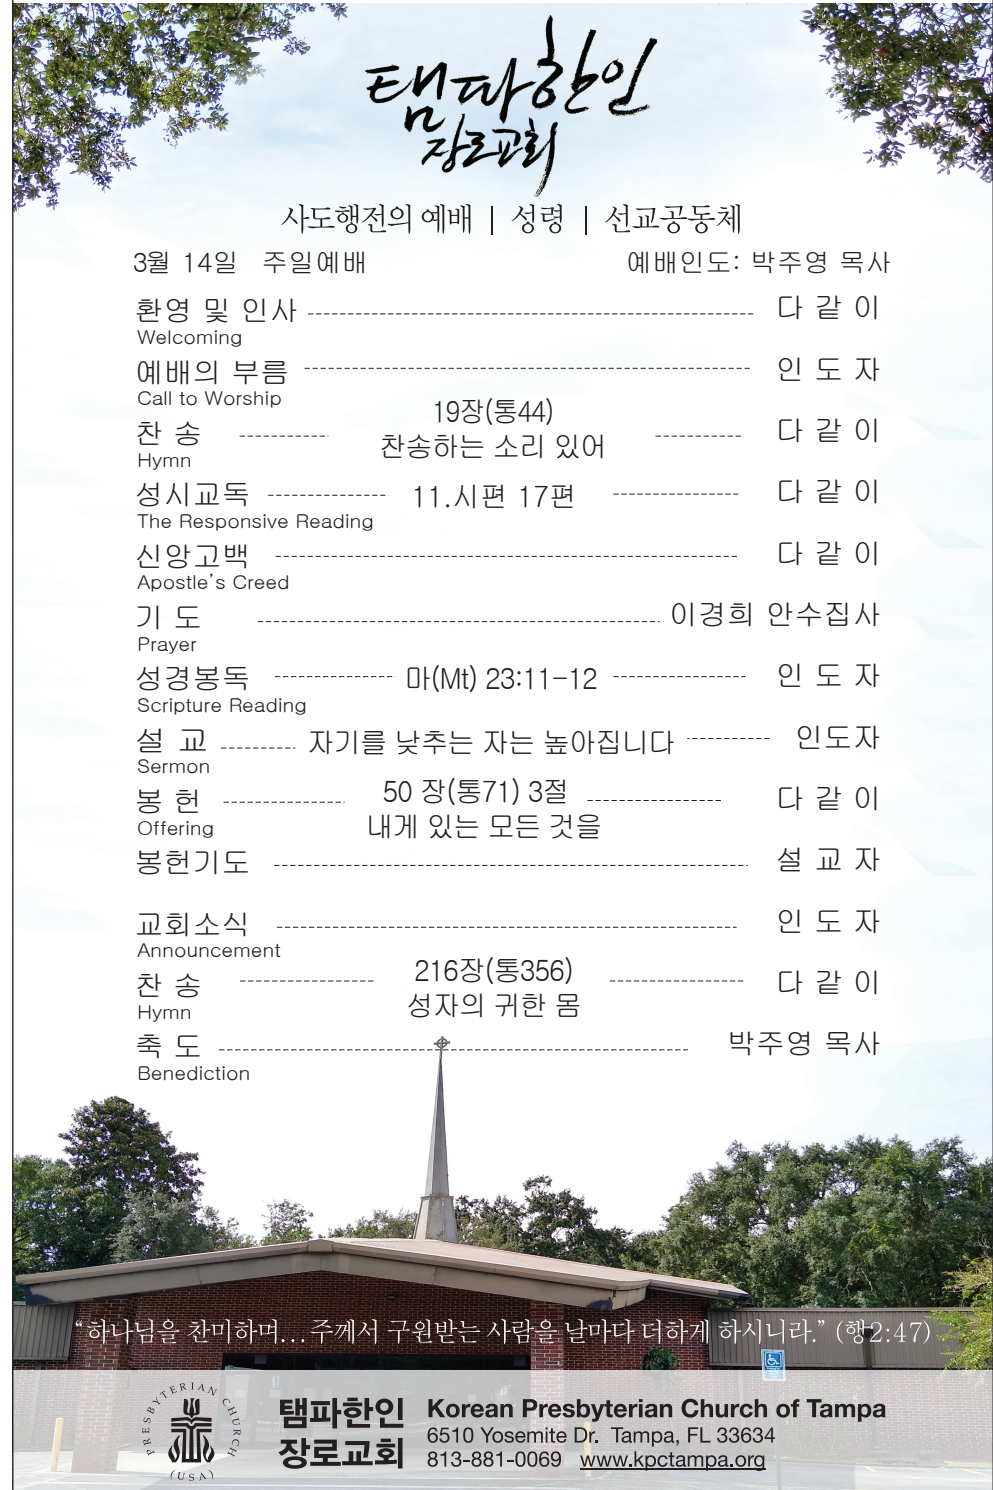 탬파한인
장로교회
사도행전의 예배 | 성령 | 선교공동체
3월 14일 주일예배 예배인도: 박주영 목사
환영 및 인사 다 같 이
Welcoming
예배의 부름 인 도 자
Call to Worship
19장(통44)
찬 송 다 같 이
찬송하는 소리 있어
Hymn
성시교독 11.시편 17편 다 같 이
The Responsive Reading
신앙고백 다 같 이
Apostle's Creed
기 도 이경희 안수집사
Prayer
성경봉독 마(Mt) 23:11-12 인 도 자
Scripture Reading
설 교 자기를 낮추는 자는 높아집니다 인도자
Sermon
50 장(통71) 3절
봉 헌 다 같 이
내게 있는 모든 것을
Offering
봉헌기도 설 교 자
교회소식 인 도 자
Announcement
216장(통356)
찬 송 다 같 이
성자의 귀한 몸
Hymn
축 도 박주영 목사
Benediction
“하나님을 찬미하며...주께서 구원받는 사람을 날마다 더하게 하시니라.” (행2:47)
PRESBYTERIAN CHURCH
(USA)
탬파한인
장로교회
Korean Presbyterian Church of Tampa
6510 Yosemite Dr. Tampa, FL 33634
813-881-0069 www.kpctampa.org